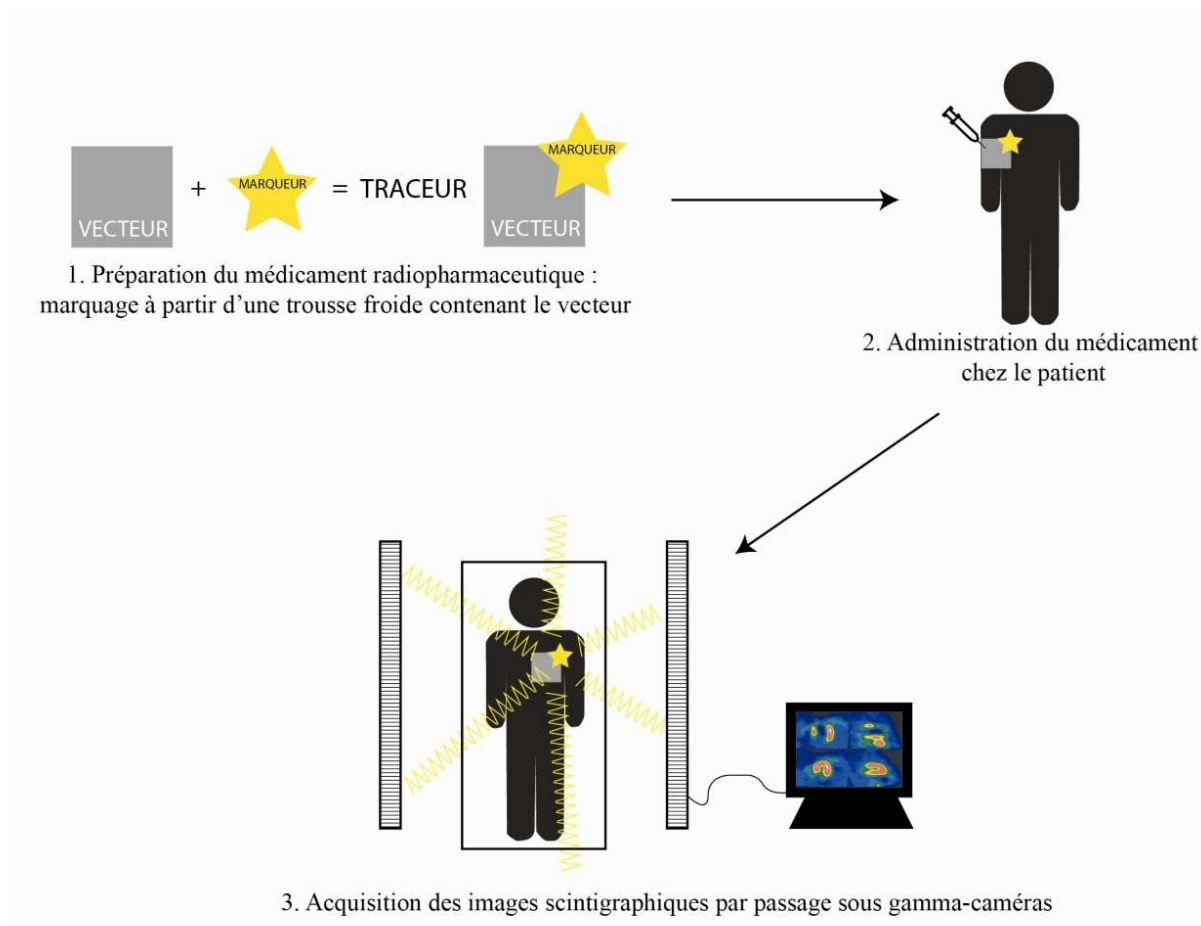 VECTEUR + MARQUEUR = TRACEUR VECTEUR MARQUEUR
1. Préparation du médicament radiopharmaceutique :
marquage à partir d'une trousse froide contenant le vecteur
2. Administration du médicament
chez le patient
3. Acquisition des images scintigraphiques par passage sous gamma-caméras